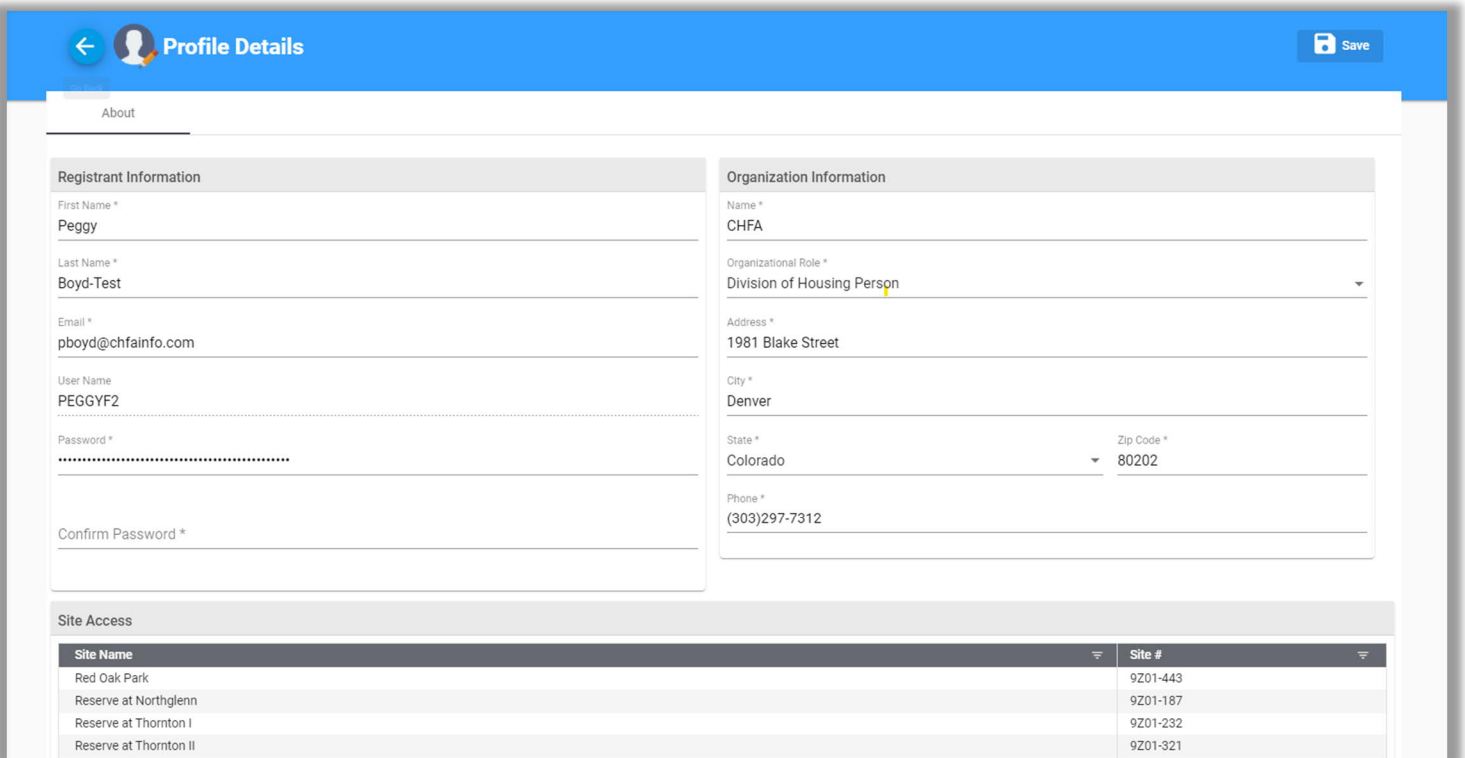 Profile Details
Save
Go Back
About
Registrant Information
First Name *
Peggy
Last Name *
Boyd-Test
Email *
pboyd@chfainfo.com
User Name
PEGGYF2
Password *
Confirm Password *
Organization Information
Name *
CHFA
Organizational Role *
Division of Housing Person
Address *
1981 Blake Street
City *
Denver
State *
Colorado
Zip Code *
80202
Phone *
(303)297-7312
Site Access
Site Name Site #
Red Oak Park 9Z01-443
Reserve at Northglenn 9Z01-187
Reserve at Thornton I 9Z01-232
Reserve at Thornton II 9Z01-321